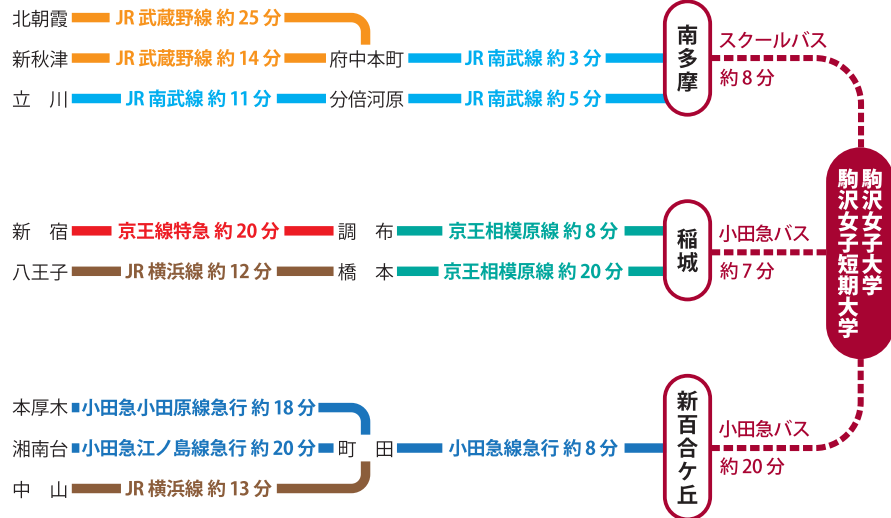 北朝霞 JR 武蔵野線 約 25 分
新秋津 JR 武蔵野線 約 14 分 府中本町 JR 南武線 約 3 分
立 川 JR 南武線 約 11 分 分倍河原 JR 南武線 約 5 分
南多摩
スクールバス
約 8 分
新 宿 京王線特急 約 20 分 調 布 京王相模原線 約 8 分
八王子 JR 横浜線 約 12 分 橋 本 京王相模原線 約 20 分
稲城
小田急バス
約 7 分
本厚木 小田急小田原線急行 約 18 分
湘南台 小田急江ノ島線急行 約 20 分 町 田 小田急線急行 約 8 分
中 山 JR 横浜線 約 13 分
新百合ケ丘
小田急バス
約 20 分
駒沢女子大学
駒沢女子短期大学